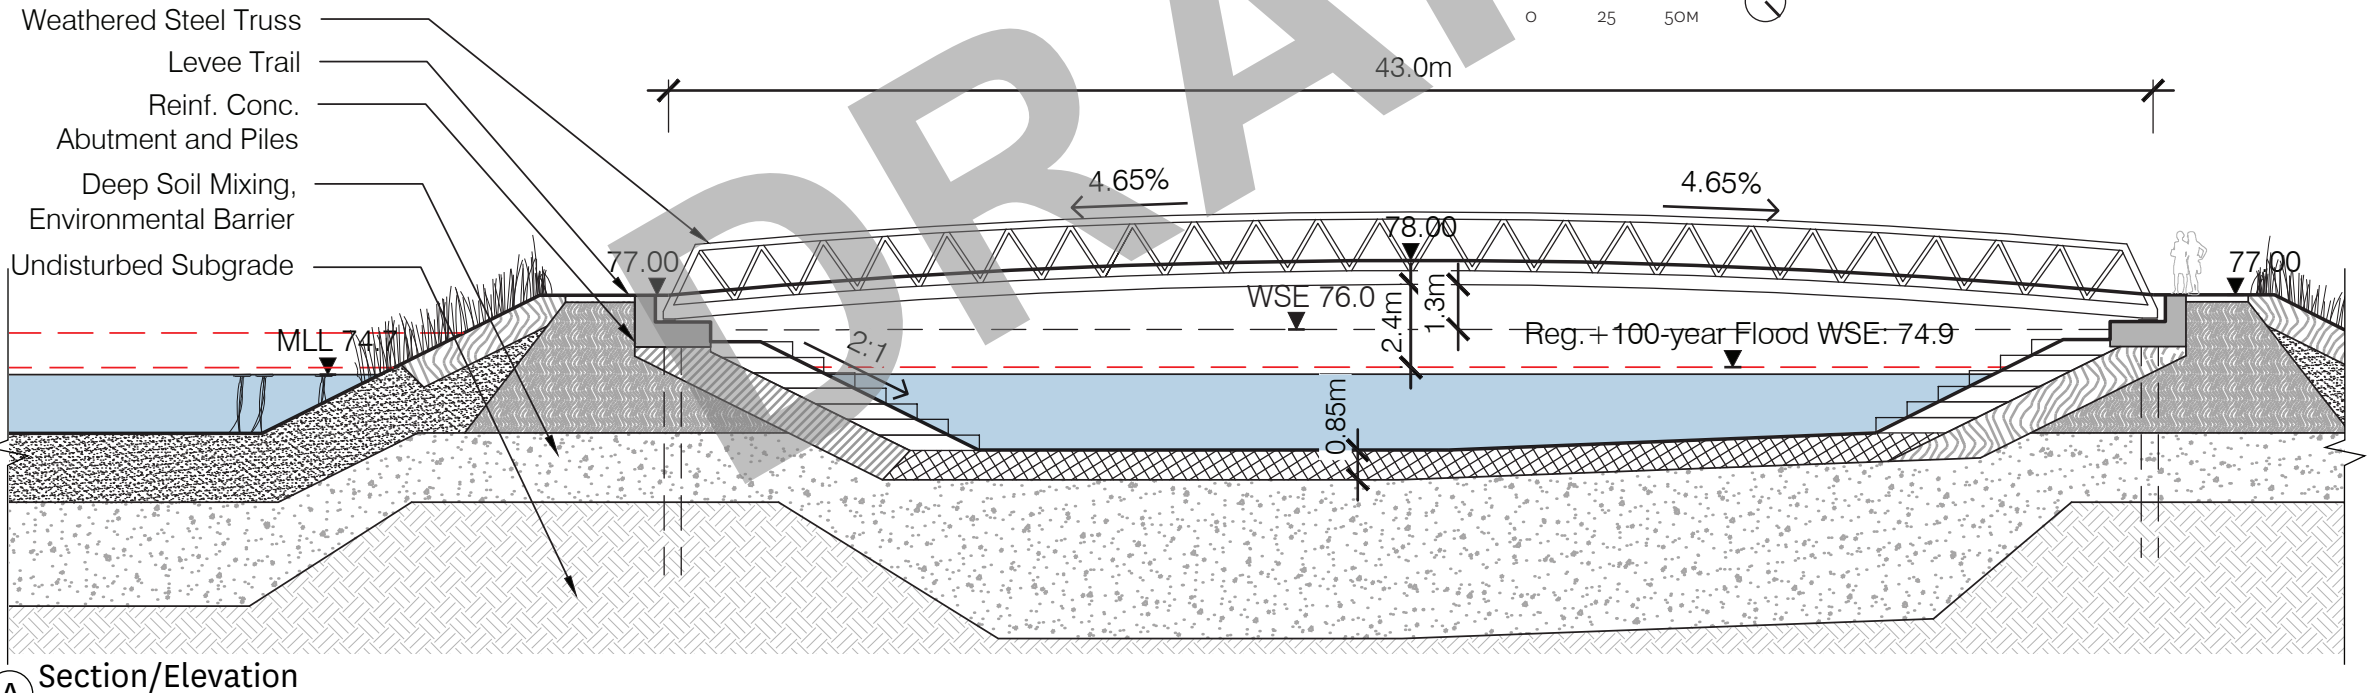 Weathered Steel Truss
Levee Trail
Reinf. Conc.
Abutment and Piles
Deep Soil Mixing,
Environmental Barrier
Undisturbed Subgrade
0 25 50M
43.0m
4.65%
4.65%
78.00
77.00
77.00
WSE 76.0
2.4m
1.3m
Reg.+100-year Flood WSE: 74.9
MLL 74.7
2:1
0.85m
A
Section/Elevation